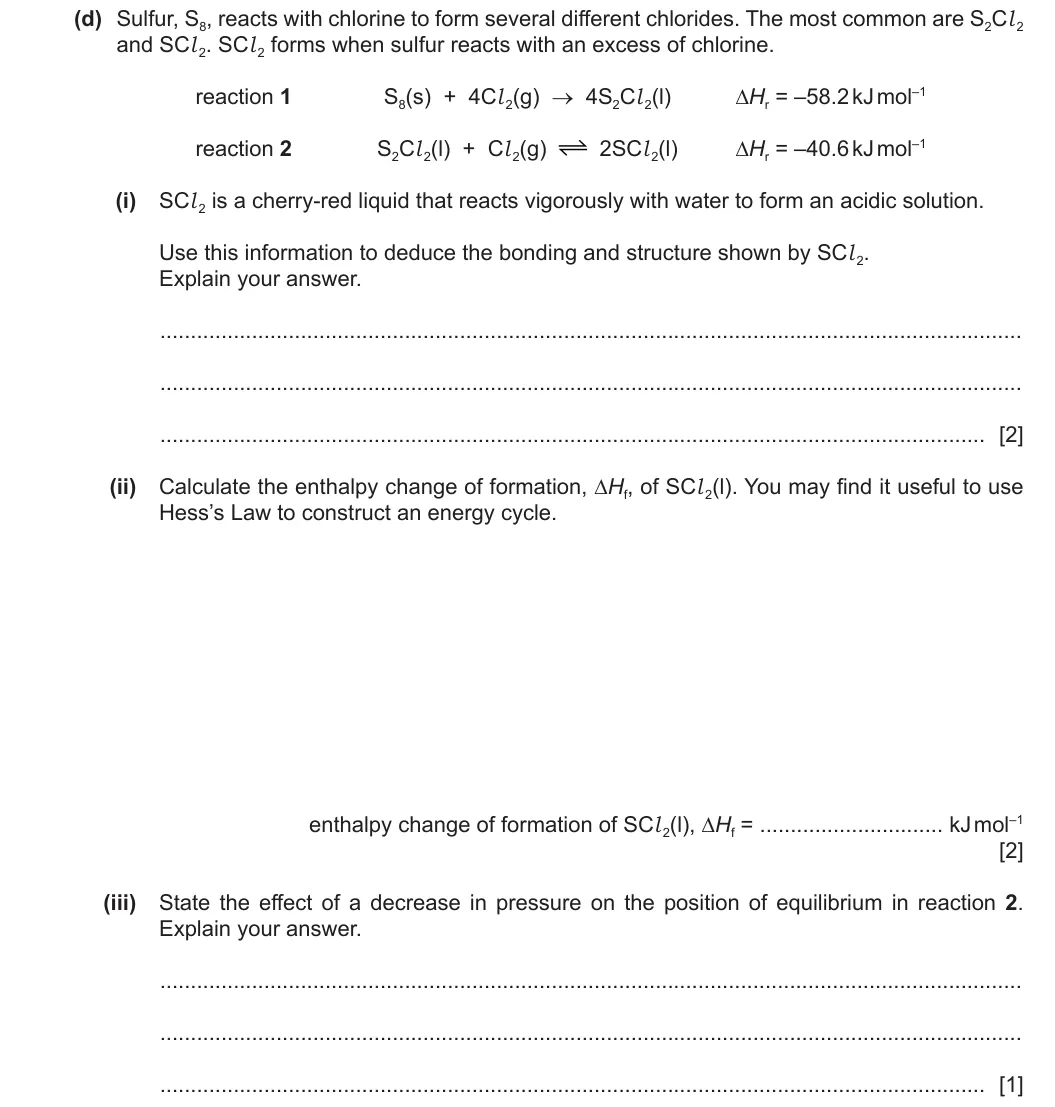 (d) Sulfur, S₈, reacts with chlorine to form several different chlorides. The most common are S₂Cl₂
and SCl₂. SCl₂ forms when sulfur reacts with an excess of chlorine.
reaction 1 S₈(s) + 4Cl₂(g) → 4S₂Cl₂(l) ΔHᵣ = –58.2 kJ mol⁻¹
reaction 2 S₂Cl₂(l) + Cl₂(g) ⇌ 2SCl₂(l) ΔHᵣ = –40.6 kJ mol⁻¹
(i) SCl₂ is a cherry-red liquid that reacts vigorously with water to form an acidic solution.
Use this information to deduce the bonding and structure shown by SCl₂.
Explain your answer.
..........................................................................................................................................
..........................................................................................................................................
.................................................................................................................................... [2]
(ii) Calculate the enthalpy change of formation, ΔH_f, of SCl₂(l). You may find it useful to use
Hess’s Law to construct an energy cycle.
enthalpy change of formation of SCl₂(l), ΔH_f = .............................. kJ mol⁻¹
[2]
(iii) State the effect of a decrease in pressure on the position of equilibrium in reaction 2.
Explain your answer.
..........................................................................................................................................
..........................................................................................................................................
.................................................................................................................................... [1]